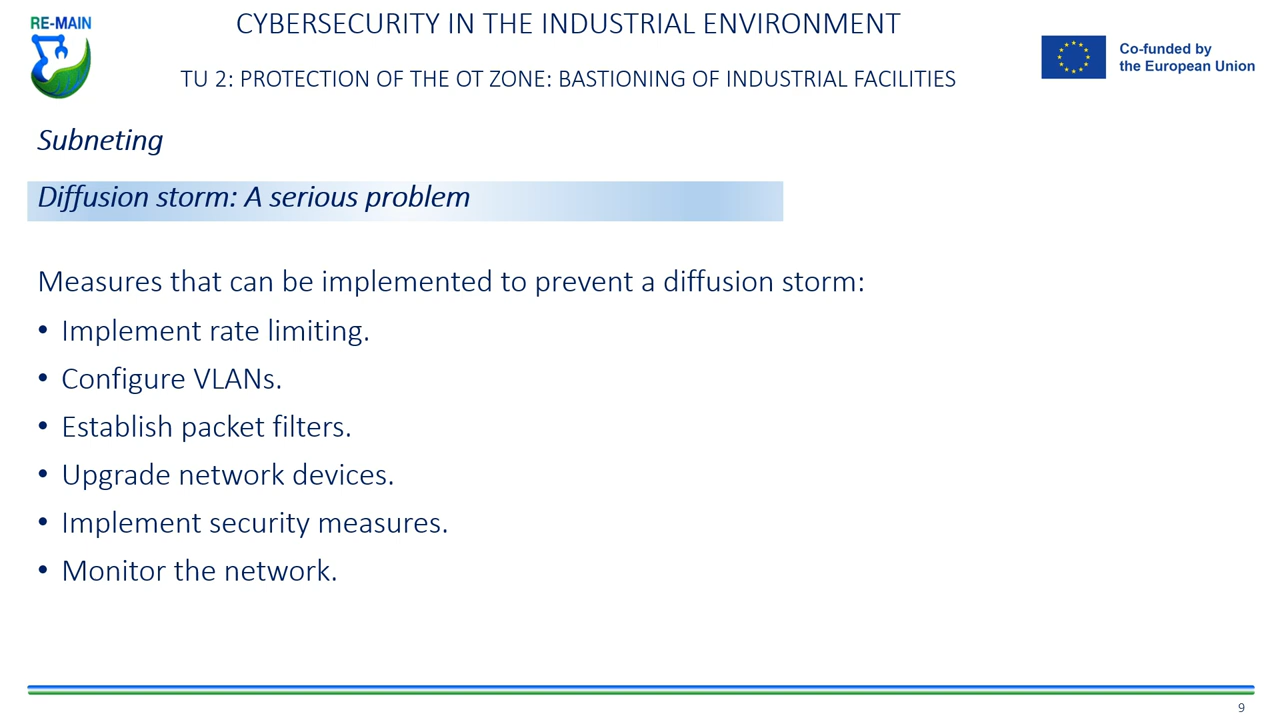 RE-MAIN
CYBERSECURITY IN THE INDUSTRIAL ENVIRONMENT
TU 2: PROTECTION OF THE OT ZONE: BASTIONING OF INDUSTRIAL FACILITIES
Co-funded by
the European Union
Subneting
Diffusion storm: A serious problem
Measures that can be implemented to prevent a diffusion storm:
• Implement rate limiting.
• Configure VLANs.
• Establish packet filters.
• Upgrade network devices.
• Implement security measures.
• Monitor the network.
9